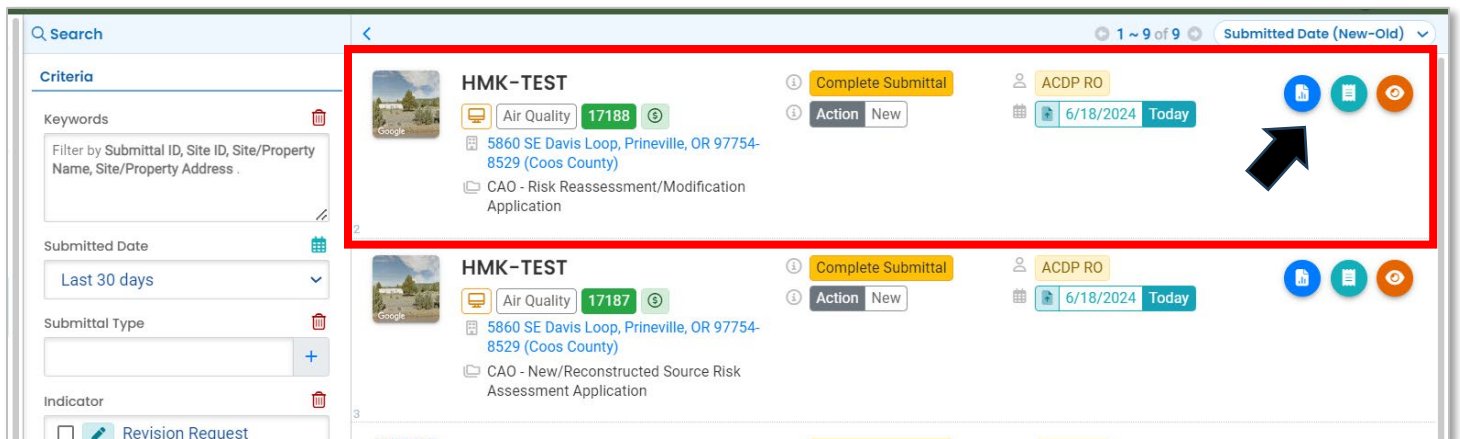 Search
1 ~ 9 of 9
Submitted Date (New-Old)
Criteria
Keywords
Filter by Submittal ID, Site ID, Site/Property
Name, Site/Property Address .
Submitted Date
Last 30 days
Submittal Type
+
Indicator
Revision Request
Google
HMK-TEST
Air Quality 17188
5860 SE Davis Loop, Prineville, OR 97754-
8529 (Coos County)
CAO - Risk Reassessment/Modification
Application
Complete Submittal
Action New
ACDP RO
6/18/2024 Today
2
Google
HMK-TEST
Air Quality 17187
5860 SE Davis Loop, Prineville, OR 97754-
8529 (Coos County)
CAO - New/Reconstructed Source Risk
Assessment Application
Complete Submittal
Action New
ACDP RO
6/18/2024 Today
3